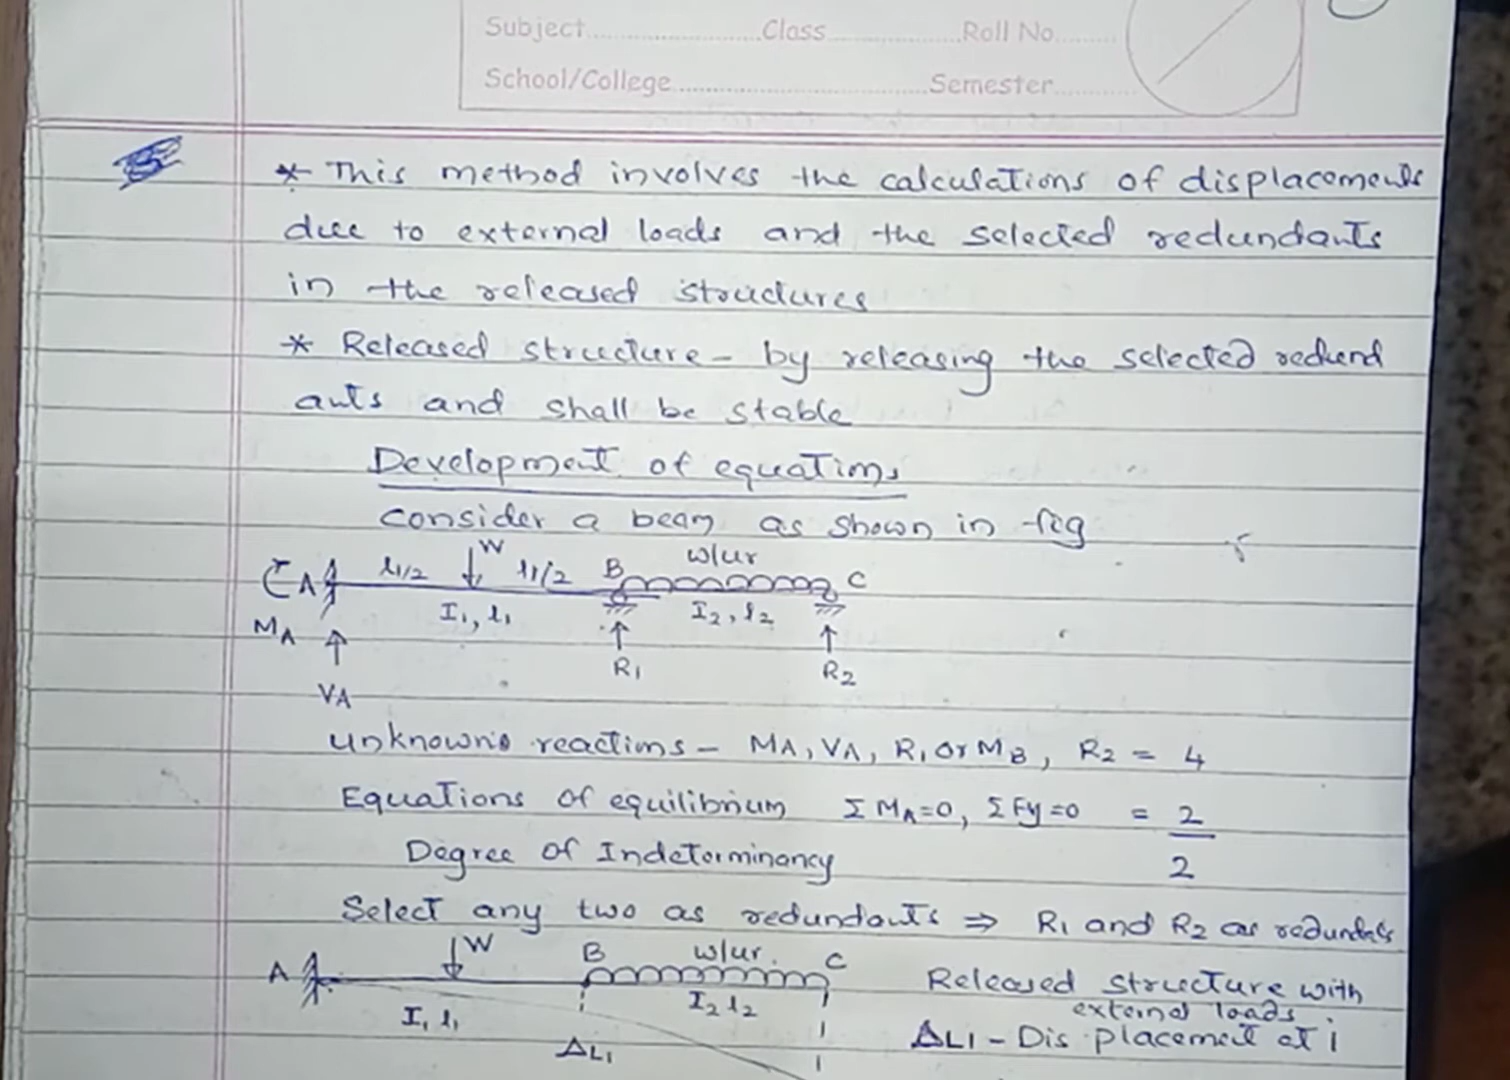 Subject Class Roll No
School/College Semester
* This method involves the calculations of displacements
due to external loads and the selected redundants
in the released structures
* Released structure - by releasing the selected redund
ants and shall be stable
Development of equations
consider a beam as shown in fig
A l1/2 W l1/2 B w/ur C
I1, l1 I2, l2
MA
R1 R2
VA
unknowns reactions - MA, VA, R1 or MB, R2 = 4
Equations of equilibrium Σ MA=0, Σ Fy=0 = 2
Degree of Indeterminancy 2
Select any two as redundants ⇒ R1 and R2 as redundats
A W B w/ur. C Released structure with
external loads
I1 l1 I2 l2
ΔL1 ΔL1 - Displacement at 1